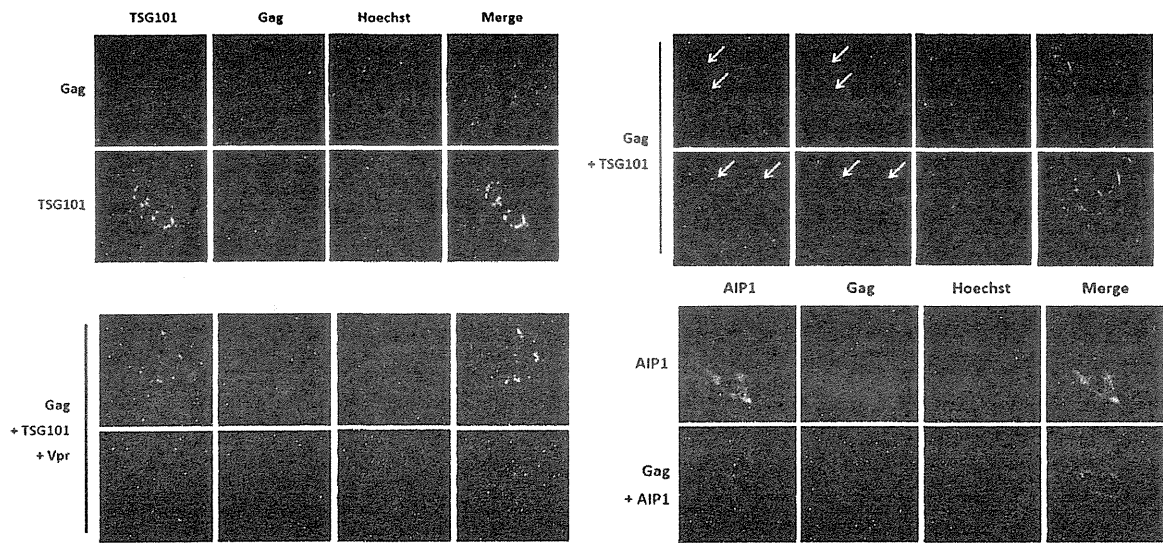 TSG101 Gag Hoechst Merge
Gag
TSG101
Gag
+ TSG101
Gag
+ TSG101
+ Vpr
AIP1 Gag Hoechst Merge
AIP1
Gag
+ AIP1